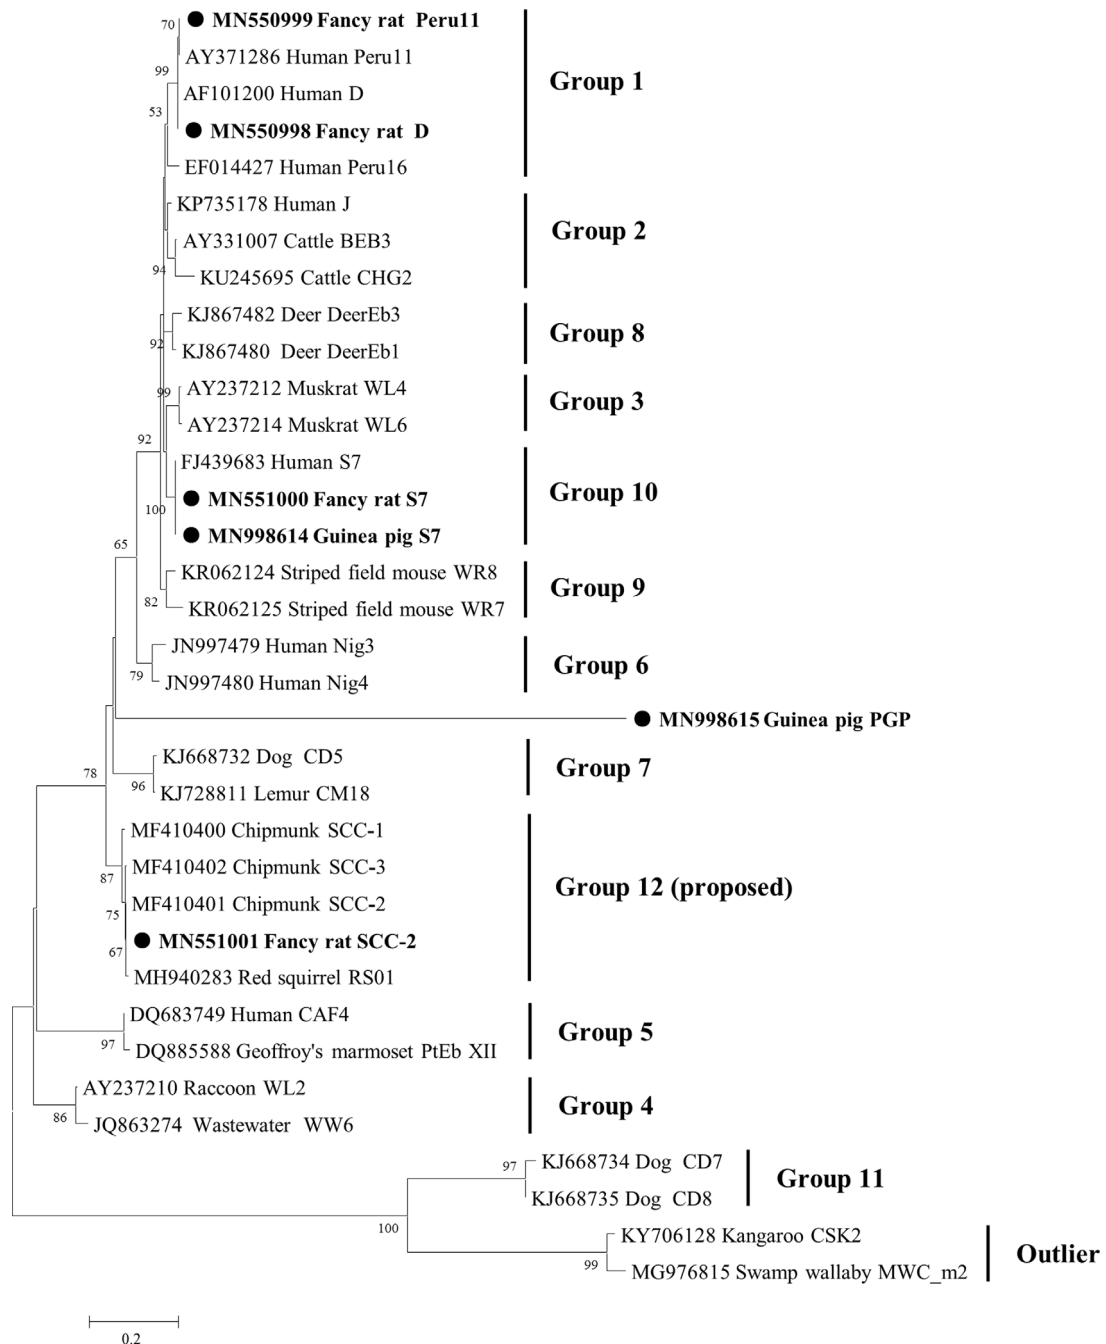 70
MN550999 Fancy rat Peru11
AY371286 Human Peru11
99
AF101200 Human D
Group 1
53
MN550998 Fancy rat D
EF014427 Human Peru16
KP735178 Human J
AY331007 Cattle BEB3
Group 2
94
KU245695 Cattle CHG2
KJ867482 Deer DeerEb3
Group 8
92
KJ867480 Deer DeerEb1
99
AY237212 Muskrat WL4
Group 3
AY237214 Muskrat WL6
92
FJ439683 Human S7
MN551000 Fancy rat S7
Group 10
100
MN998614 Guinea pig S7
65
KR062124 Striped field mouse WR8
Group 9
82
KR062125 Striped field mouse WR7
JN997479 Human Nig3
Group 6
79
JN997480 Human Nig4
MN998615 Guinea pig PGP
KJ668732 Dog CD5
Group 7
78
96
KJ728811 Lemur CM18
MF410400 Chipmunk SCC-1
MF410402 Chipmunk SCC-3
87
Group 12 (proposed)
MF410401 Chipmunk SCC-2
75
MN551001 Fancy rat SCC-2
67
MH940283 Red squirrel RS01
DQ683749 Human CAF4
Group 5
97
DQ885588 Geoffroy's marmoset PtEb XII
AY237210 Raccoon WL2
Group 4
86
JQ863274 Wastewater WW6
97
KJ668734 Dog CD7
Group 11
KJ668735 Dog CD8
100
KY706128 Kangaroo CSK2
Outlier
99
MG976815 Swamp wallaby MWC_m2
0.2